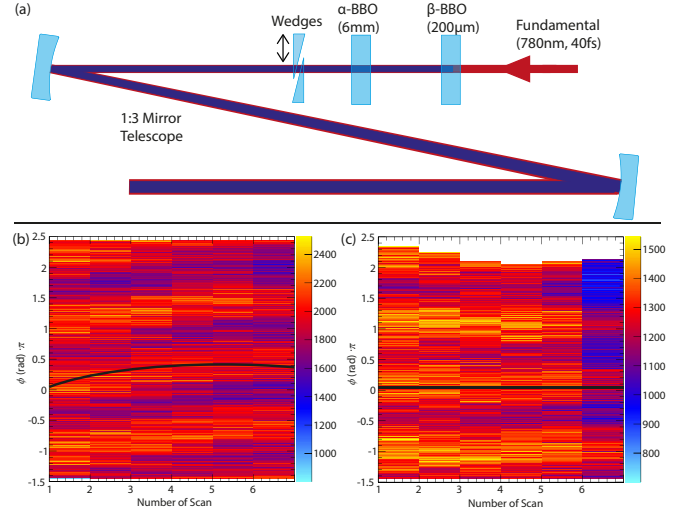 (a)
Wedges
α-BBO
(6mm)
β-BBO
(200μm)
Fundamental
(780nm, 40fs)
1:3 Mirror
Telescope
(b)
2.5
2
1.5
1
0.5
0
-0.5
-1
-1.5
ϕ (rad) ·π
1 2 3 4 5 6
Number of Scan
2400
2200
2000
1800
1600
1400
1200
1000
(c)
2.5
2
1.5
1
0.5
0
-0.5
-1
-1.5
ϕ (rad) ·π
1 2 3 4 5 6
Number of Scan
1500
1400
1300
1200
1100
1000
900
800